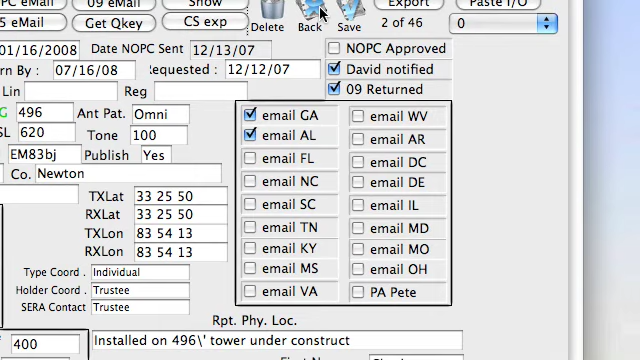 PC eMail 09 eMail Show Export Paste I/O
5 eMail Get Qkey CS exp Delete Back Save 2 of 46 0
01/16/2008 Date NOPC Sent 12/13/07 NOPC Approved
rn By : 07/16/08 Requested : 12/12/07 David notified
Lin Reg 09 Returned
G 496 Ant Pat. Omni email GA email WV
SL 620 Tone 100 email AL email AR
EM83bj Publish Yes email FL email DC
Co. Newton email NC email DE
TXLat 33 25 50 email SC email IL
RXLat 33 25 50 email TN email MD
TXLon 83 54 13 email KY email MO
RXLon 83 54 13 email MS email OH
Type Coord . Individual email VA PA Pete
Holder Coord . Trustee
SERA Contact Trustee
Rpt. Phy. Loc.
400 Installed on 496\' tower under construct